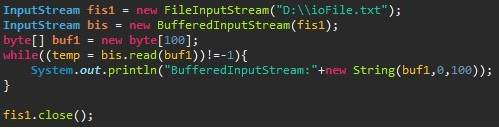 InputStream fis1 = new FileInputStream("D:\\ioFile.txt");
InputStream bis = new BufferedInputStream(fis1);
byte[] buf1 = new byte[100];
while((temp = bis.read(buf1))!=-1){
System.out.println("BufferedInputStream:"+new String(buf1,0,100));
}
fis1.close();